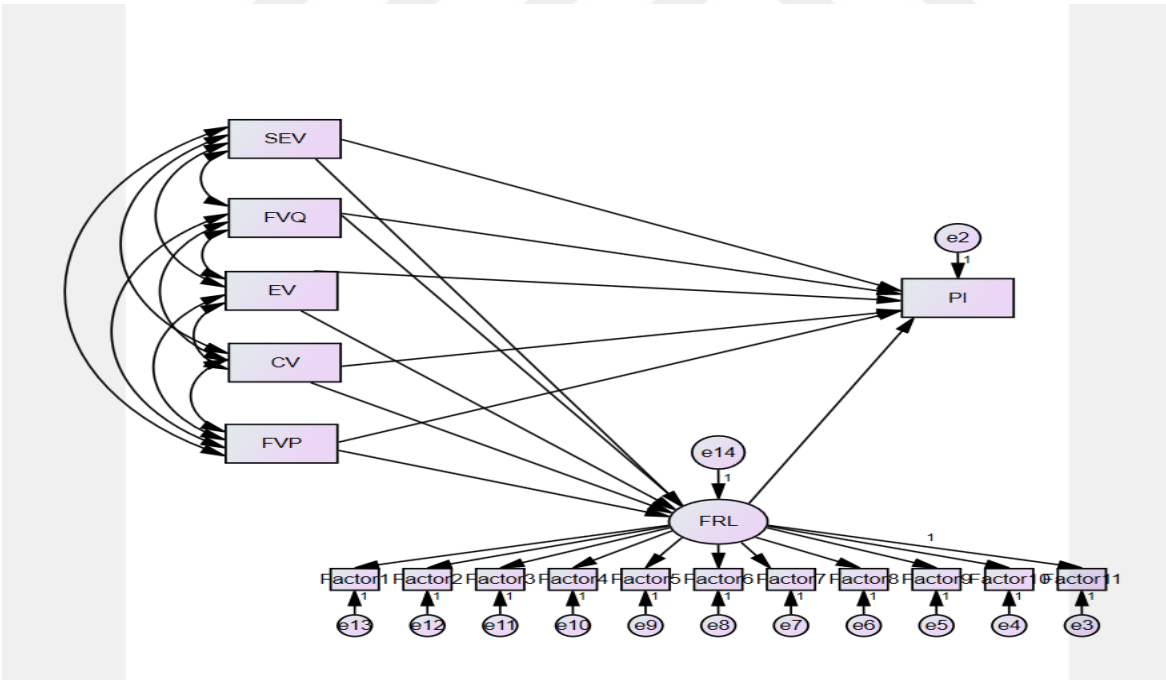 SEV
FVQ
e2
1
EV
PI
CV
FVP
e14
1
FRL
1
Factor1 Factor2 Factor3 Factor4 Factor5 Factor6 Factor7 Factor8 Factor9 Factor10 Factor11
1 1 1 1 1 1 1 1 1 1 1
e13 e12 e11 e10 e9 e8 e7 e6 e5 e4 e3